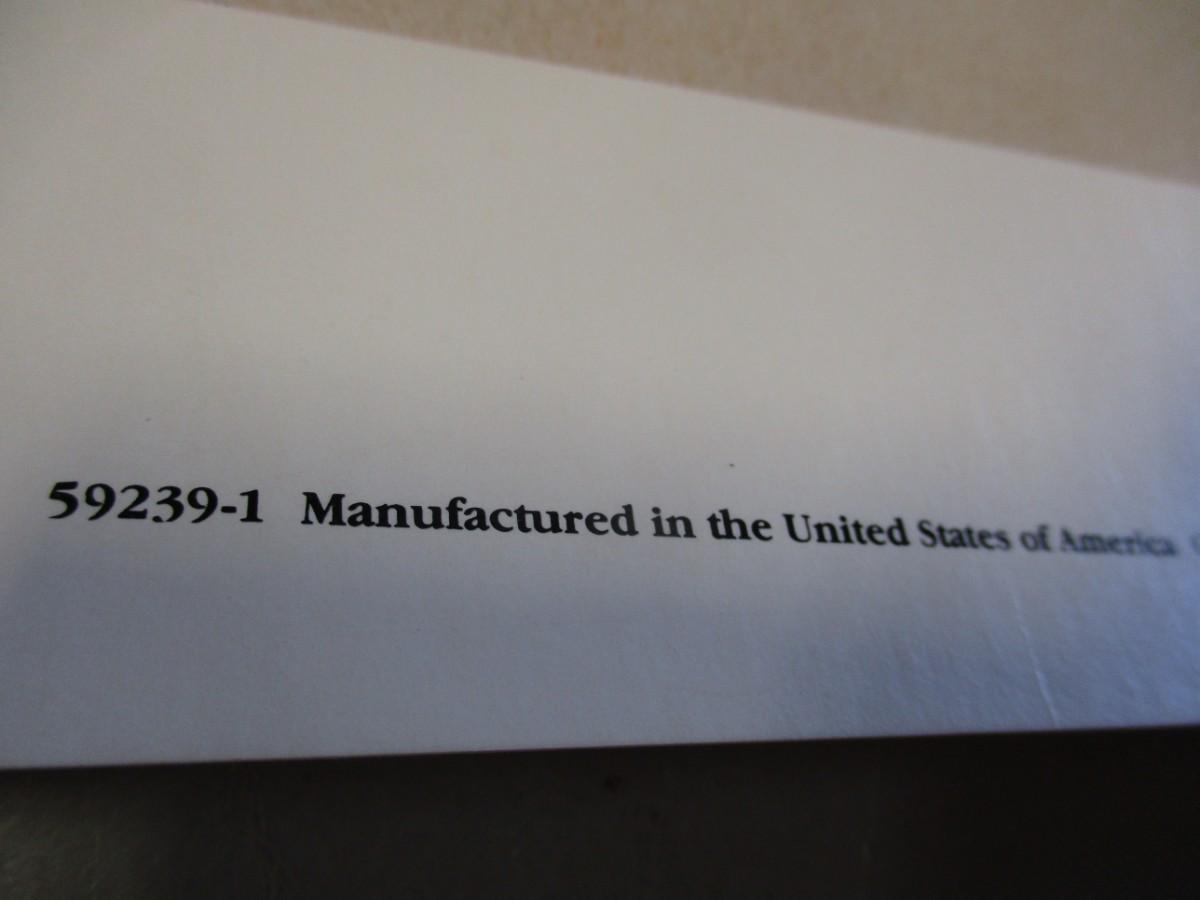 59239-1 Manufactured in the United States of America